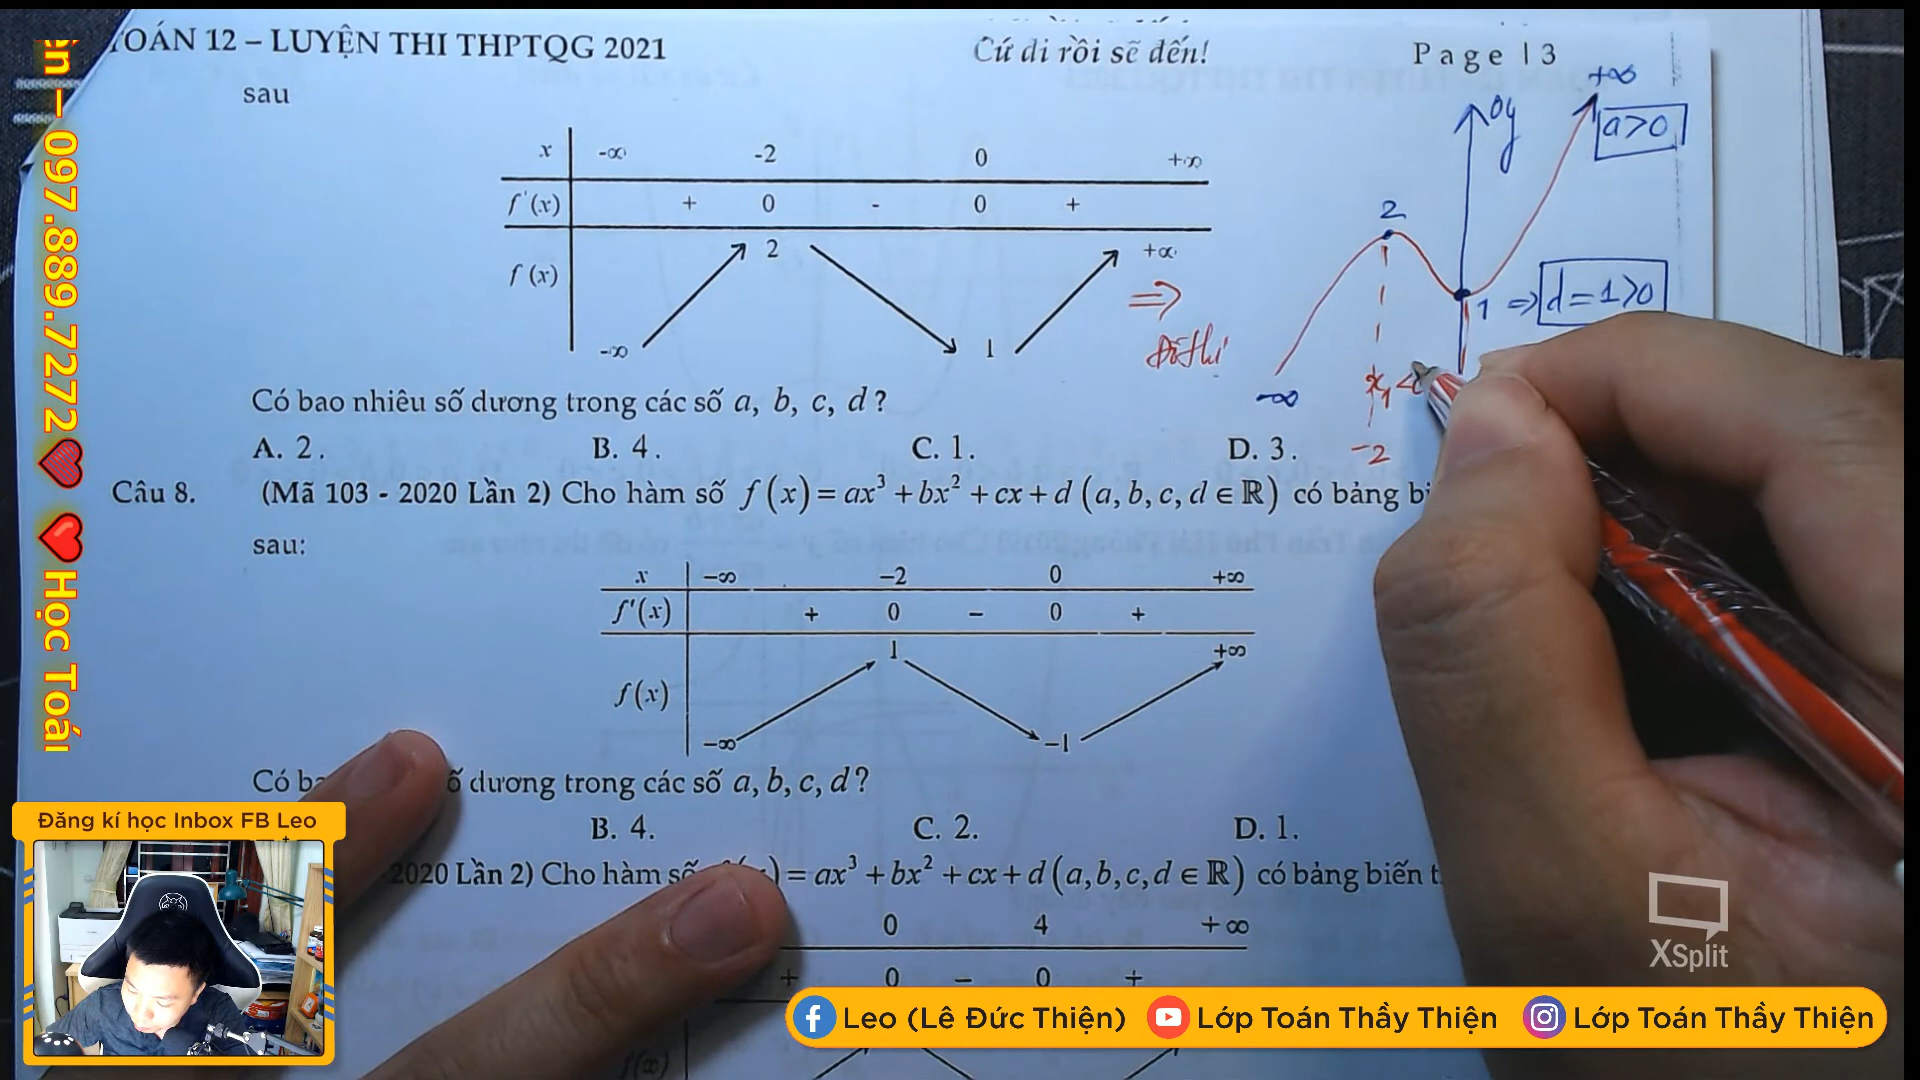 TOÁN 12 – LUYỆN THI THPTQG 2021
Cứ đi rồi sẽ đến!
Page | 3
sau
x -∞ -2 0 +∞
f'(x) + 0 - 0 +
f(x) 2 +∞
-∞ 1
⇒ Đồ thị
+∞
Oy
a>0
2
1 ⇒ d=1>0
-∞
-2
Có bao nhiêu số dương trong các số a, b, c, d?
A. 2. B. 4. C. 1. D. 3.
Câu 8. (Mã 103 - 2020 Lần 2) Cho hàm số f(x) = ax³ + bx² + cx + d (a, b, c, d ∈ ℝ) có bảng
sau:
x -∞ -2 0 +∞
f'(x) + 0 - 0 +
f(x) 1 +∞
-∞ -1
Có dương trong các số a, b, c, d?
B. 4. C. 2. D. 1.
2020 Lần 2) Cho hàm số = ax³ + bx² + cx + d (a, b, c, d ∈ ℝ) có bảng biến
0 4 +∞
+ 0 - 0 +
f(x)
– 097.889.7272 ♥ ♥ Học Toái
Đăng kí học Inbox FB Leo
XSplit
Leo (Lê Đức Thiện) Lớp Toán Thầy Thiện Lớp Toán Thầy Thiện